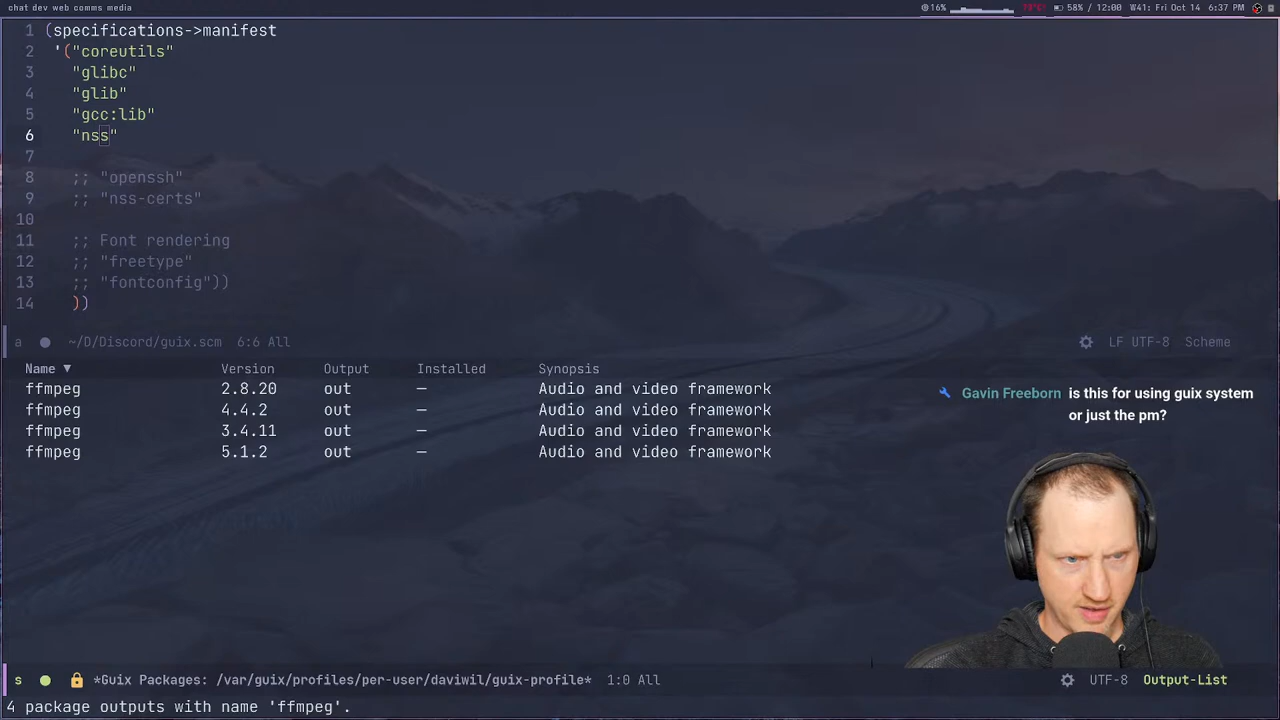 chat dev web comms media
16%
58% / 12:00 W41: Fri Oct 14 6:37 PM
1 (specifications->manifest
2 '("coreutils"
3 "glibc"
4 "glib"
5 "gcc:lib"
6 "nss"
7
8 ;; "openssh"
9 ;; "nss-certs"
10
11 ;; Font rendering
12 ;; "freetype"
13 ;; "fontconfig"))
14 ))
a ~/D/Discord/guix.scm 6:6 All LF UTF-8 Scheme
Name ▼ Version Output Installed Synopsis
ffmpeg 2.8.20 out — Audio and video framework
ffmpeg 4.4.2 out — Audio and video framework
ffmpeg 3.4.11 out — Audio and video framework
ffmpeg 5.1.2 out — Audio and video framework
Gavin Freeborn is this for using guix system
or just the pm?
s *Guix Packages: /var/guix/profiles/per-user/daviwil/guix-profile* 1:0 All UTF-8 Output-List
4 package outputs with name 'ffmpeg'.